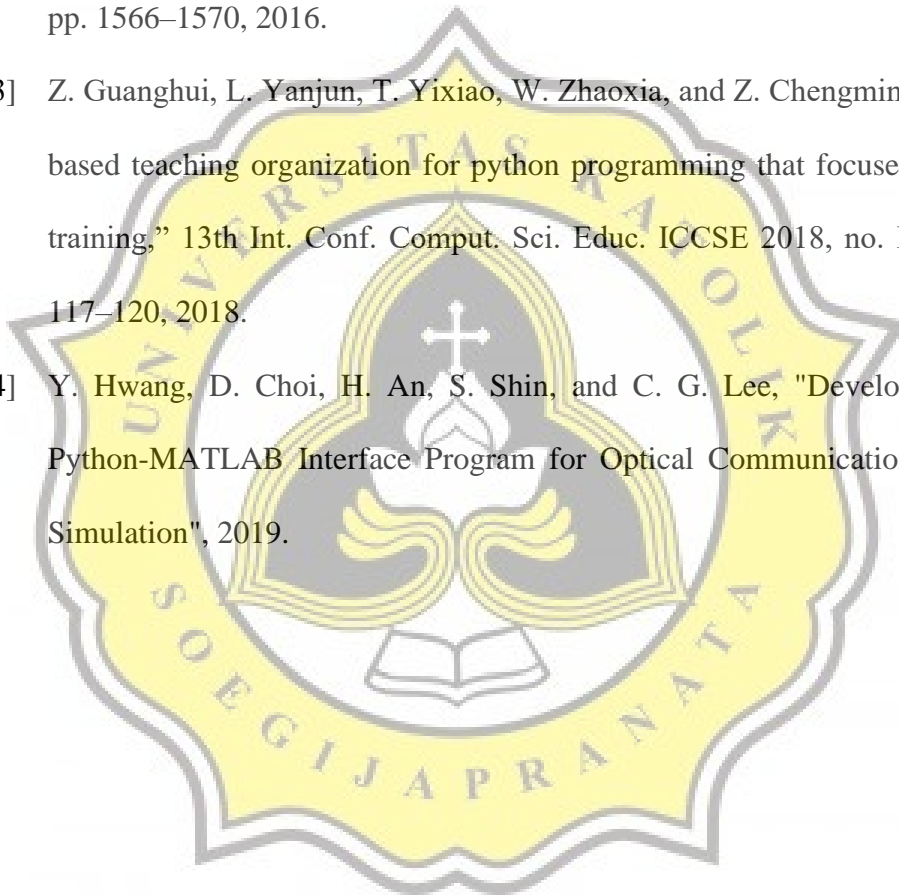 pp. 1566–1570, 2016.
3] Z. Guanghui, L. Yanjun, T. Yixiao, W. Zhaoxia, and Z. Chengmin
based teaching organization for python programming that focuse
training,” 13th Int. Conf. Comput. Sci. Educ. ICCSE 2018, no.
117–120, 2018.
4] Y. Hwang, D. Choi, H. An, S. Shin, and C. G. Lee, "Develo
Python-MATLAB Interface Program for Optical Communicatio
Simulation", 2019.
UNIVERSITAS KATOLIK
SOEGIJAPRANATA